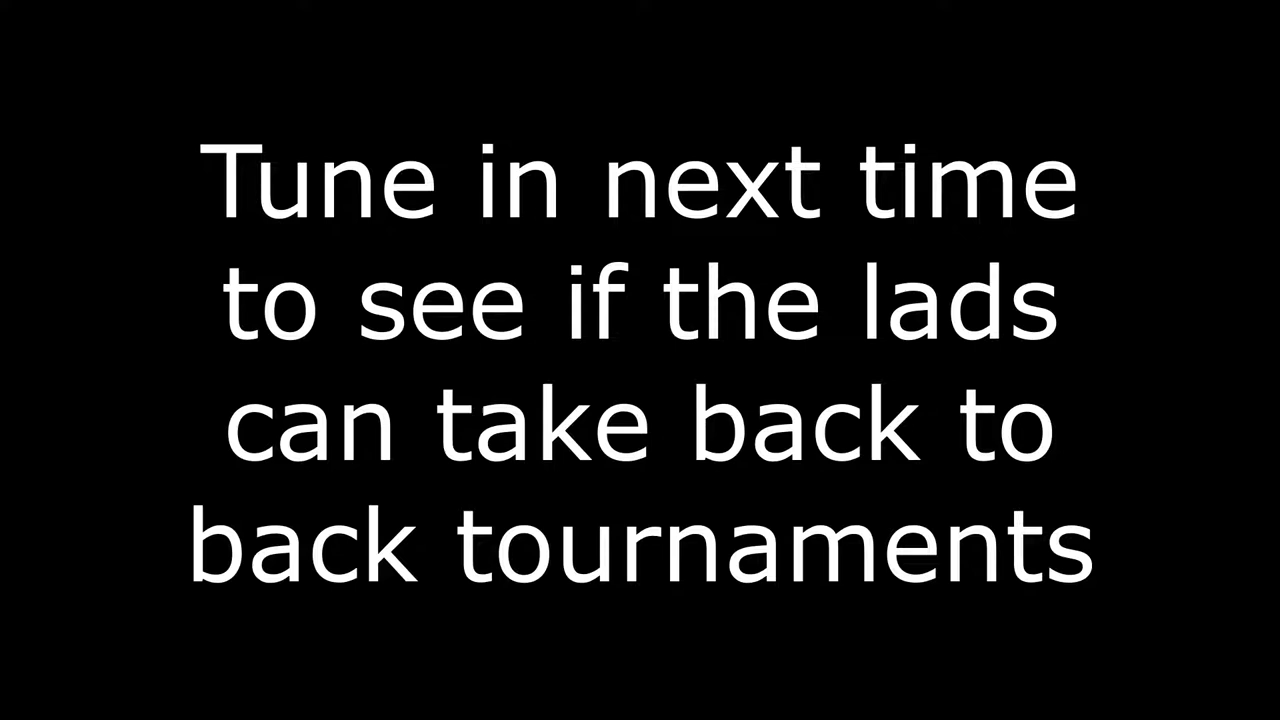 Tune in next time
to see if the lads
can take back to
back tournaments